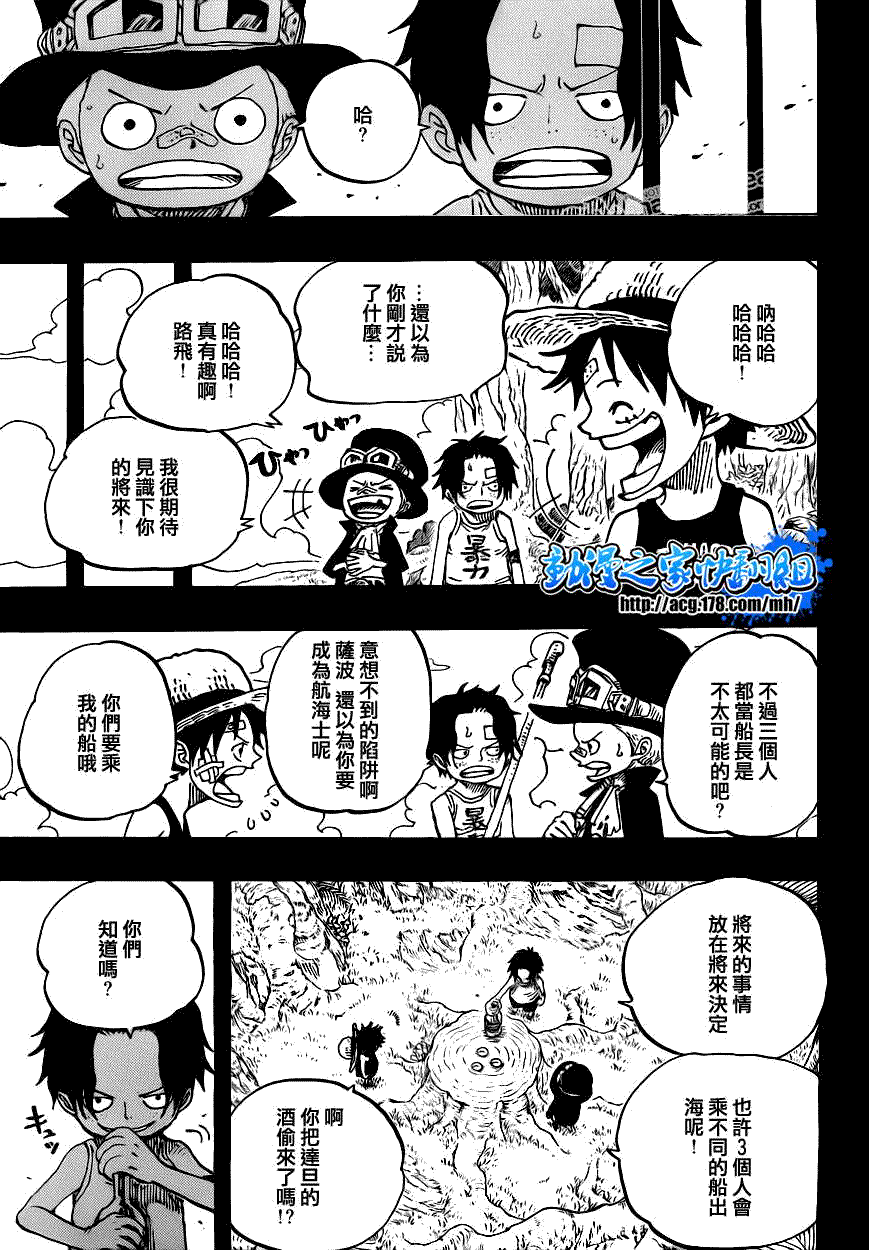 哈？
吶哈哈
哈哈哈！
…還以為
你剛才說
了什麼…
哈哈哈！
真有趣啊
路飛！
我很期待
見識下你
的將來！
ひゃっ
ひゃっ
暴力
動漫之家快翻組
http://acg.178.com/mh/
不過三個人
都當船長是
不太可能的吧？
意想不到的陷阱啊
薩波 還以為你要
成為航海士呢
你們要乘
我的船哦
暴
將來的事情
放在將來決定
也許3個人會
乘不同的船出
海呢！
啊
你把達旦的
酒偷來了嗎!?
你們
知道嗎？
キュッ